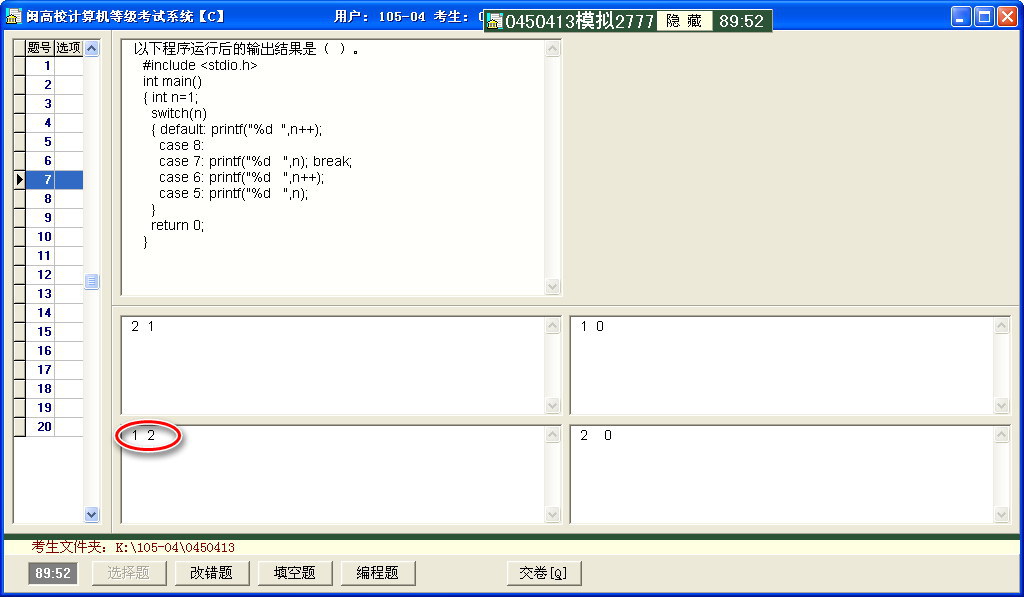 闽高校计算机等级考试系统【C】 用户: 105-04 考生: 0450413模拟2777 隐 藏 89:52
题号 选项
1
2
3
4
5
6
7
8
9
10
11
12
13
14
15
16
17
18
19
20
以下程序运行后的输出结果是（ ）。
#include <stdio.h>
int main()
{ int n=1;
switch(n)
{ default: printf("%d  ",n++);
case 8:
case 7: printf("%d   ",n); break;
case 6: printf("%d   ",n++);
case 5: printf("%d   ",n);
}
return 0;
}
2 1
1 0
1 2
2  0
考生文件夹: K:\105-04\0450413
89:52 选择题 改错题 填空题 编程题 交卷[Q]